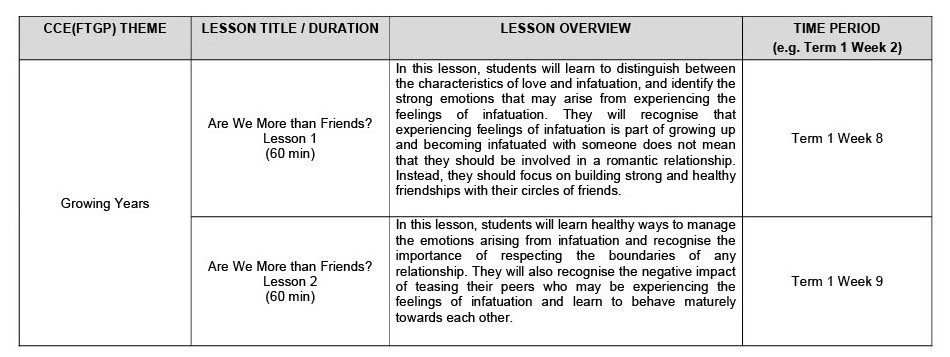 CCE(FTGP) THEME
LESSON TITLE / DURATION
LESSON OVERVIEW
TIME PERIOD
(e.g. Term 1 Week 2)
Growing Years
Are We More than Friends?
Lesson 1
(60 min)
In this lesson, students will learn to distinguish between
the characteristics of love and infatuation, and identify the
strong emotions that may arise from experiencing the
feelings of infatuation. They will recognise that
experiencing feelings of infatuation is part of growing up
and becoming infatuated with someone does not mean
that they should be involved in a romantic relationship.
Instead, they should focus on building strong and healthy
friendships with their circles of friends.
Term 1 Week 8
Are We More than Friends?
Lesson 2
(60 min)
In this lesson, students will learn healthy ways to manage
the emotions arising from infatuation and recognise the
importance of respecting the boundaries of any
relationship. They will also recognise the negative impact
of teasing their peers who may be experiencing the
feelings of infatuation and learn to behave maturely
towards each other.
Term 1 Week 9